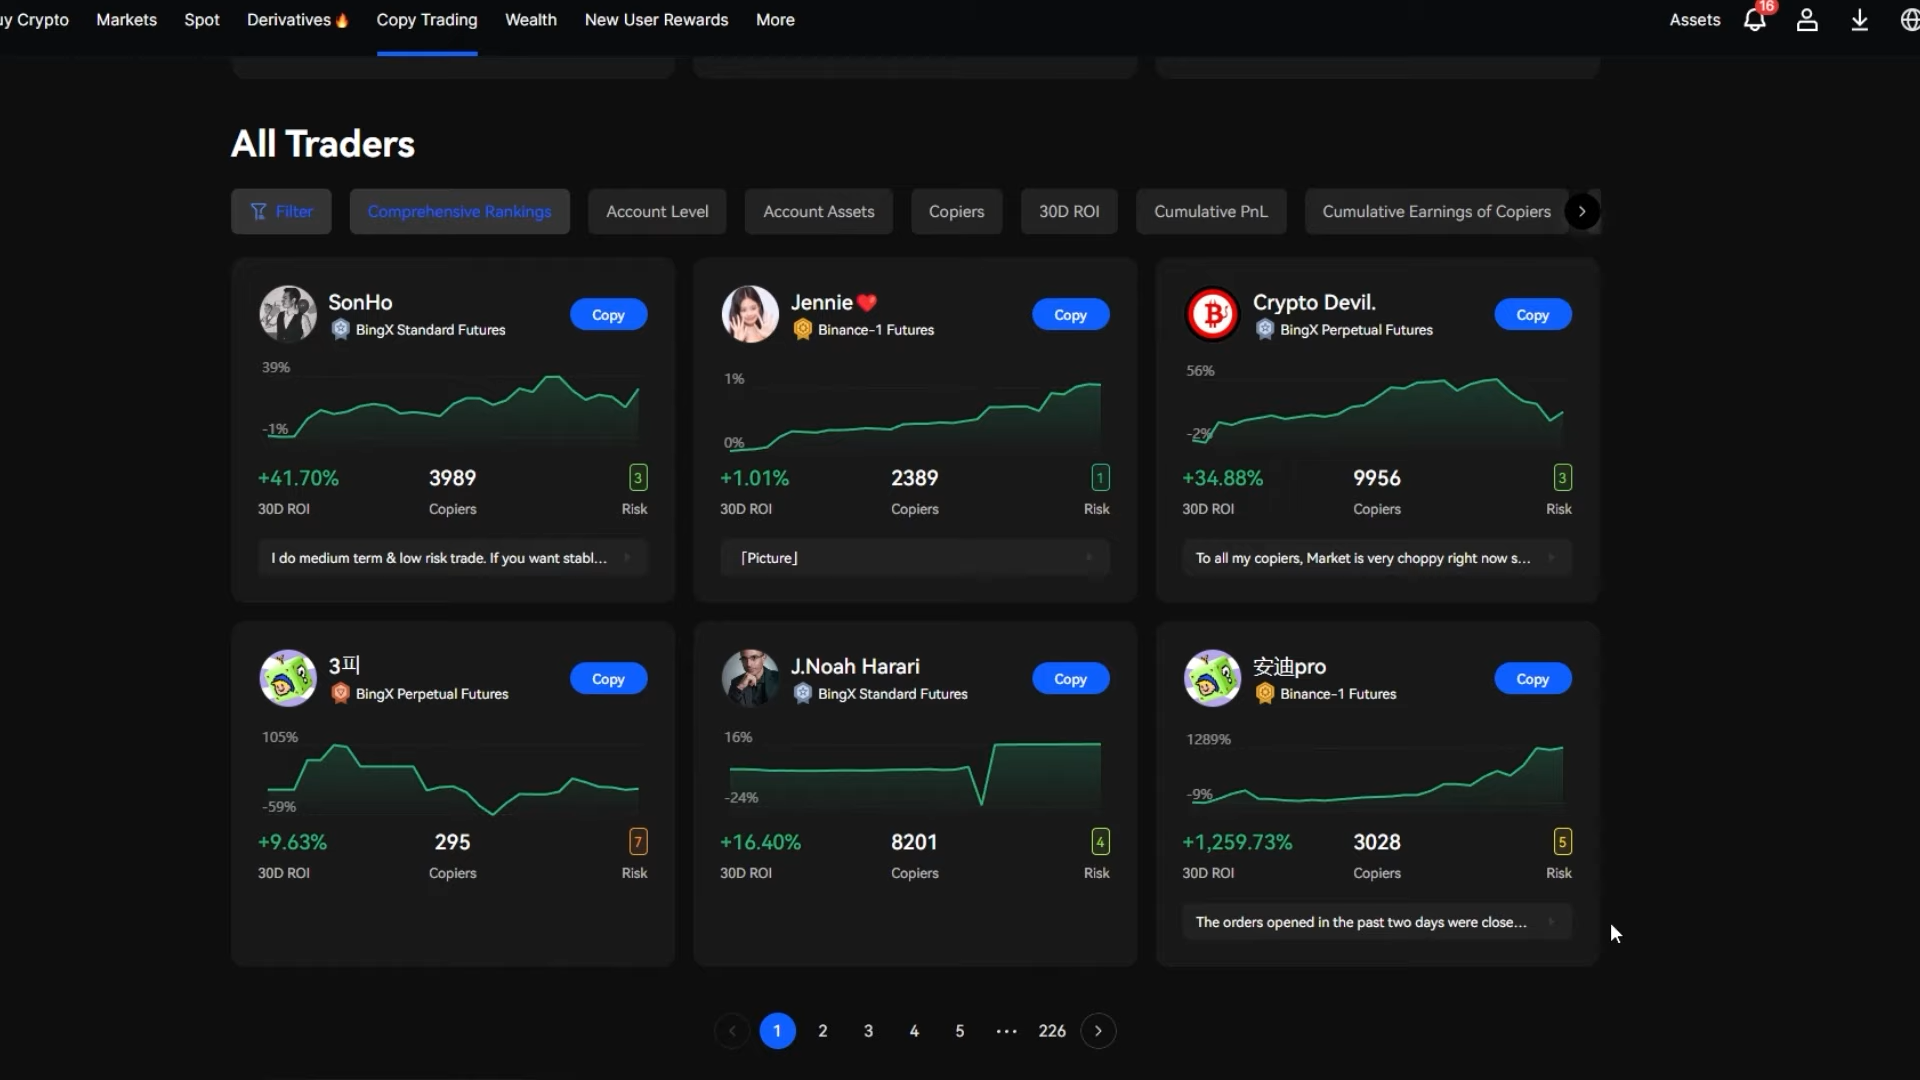 Crypto
Markets
Spot
Derivatives🔥
Copy Trading
Wealth
New User Rewards
More
Assets
16
All Traders
Filter
Comprehensive Rankings
Account Level
Account Assets
Copiers
30D ROI
Cumulative PnL
Cumulative Earnings of Copiers
SonHo
BingX Standard Futures
Copy
39%
-1%
+41.70%
3989
3
30D ROI
Copiers
Risk
I do medium term & low risk trade. If you want stabl...
Jennie❤️
Binance-1 Futures
Copy
1%
0%
+1.01%
2389
1
30D ROI
Copiers
Risk
「Picture」
Crypto Devil.
BingX Perpetual Futures
Copy
56%
-2%
+34.88%
9956
3
30D ROI
Copiers
Risk
To all my copiers, Market is very choppy right now s...
3피
BingX Perpetual Futures
Copy
105%
-59%
+9.63%
295
7
30D ROI
Copiers
Risk
J.Noah Harari
BingX Standard Futures
Copy
16%
-24%
+16.40%
8201
4
30D ROI
Copiers
Risk
安迪pro
Binance-1 Futures
Copy
1289%
-9%
+1,259.73%
3028
5
30D ROI
Copiers
Risk
The orders opened in the past two days were close...
1 2 3 4 5 ... 226